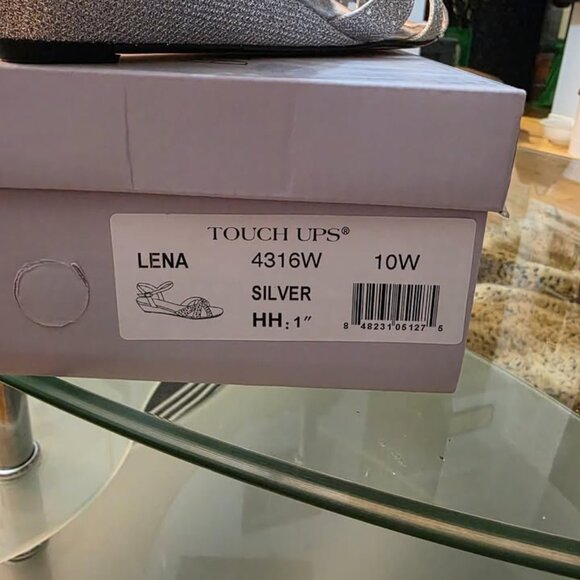 TOUCH UPS®
LENA 4316W 10W
SILVER
HH: 1"
8 48231 05127 5